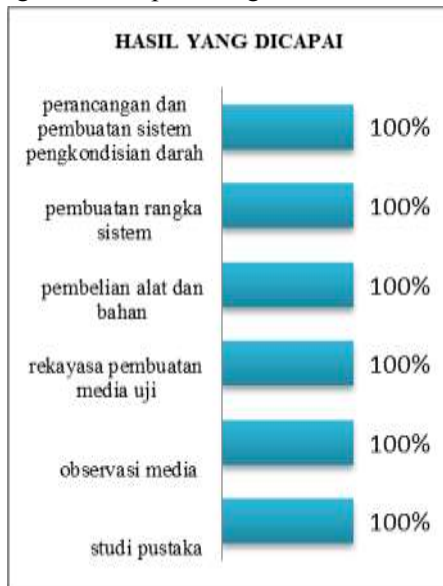 HASIL YANG DICAPAI
perancangan dan
pembuatan sistem
pengkondisian darah
100%
pembuatan rangka
sistem
100%
pembelian alat dan
bahan
100%
rekayasa pembuatan
media uji
100%
observasi media
100%
studi pustaka
100%